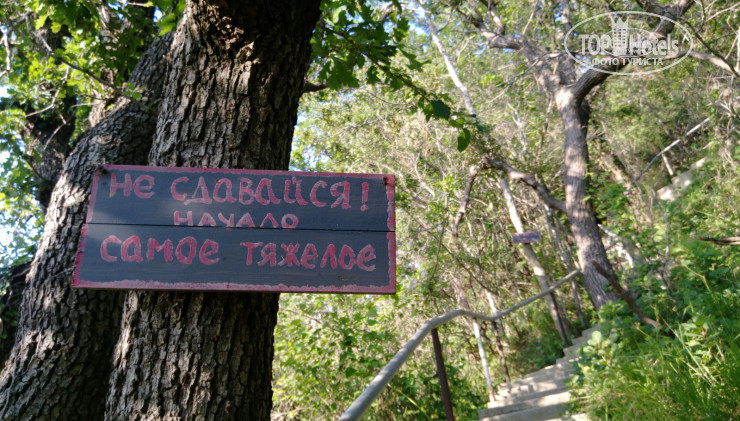 TOPHotels
ФОТО ТУРИСТА
НЕ СДАВАЙСЯ!
НАЧАЛО
САМОЕ ТЯЖЕЛОЕ